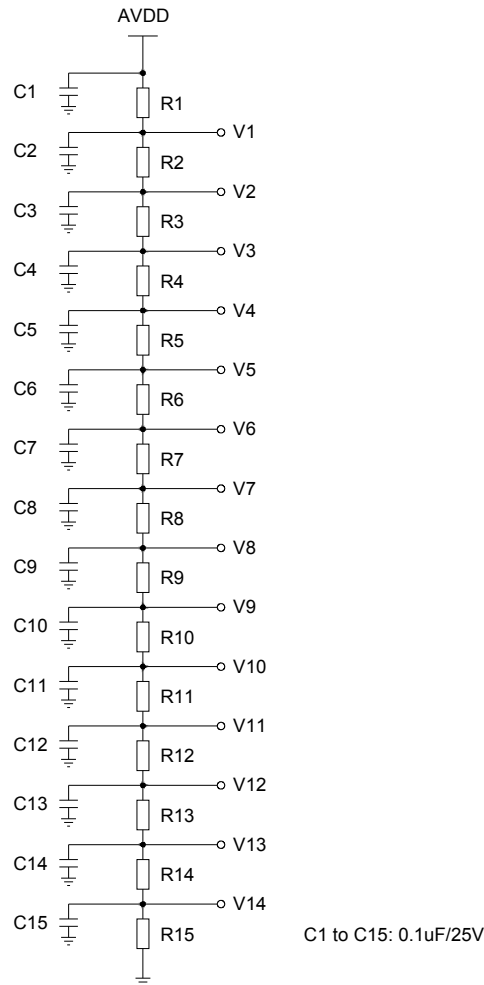 AVDD
C1
R1
V1
C2
R2
V2
C3
R3
V3
C4
R4
V4
C5
R5
V5
C6
R6
V6
C7
R7
V7
C8
R8
V8
C9
R9
V9
C10
R10
V10
C11
R11
V11
C12
R12
V12
C13
R13
V13
C14
R14
V14
C15
R15
C1 to C15: 0.1uF/25V